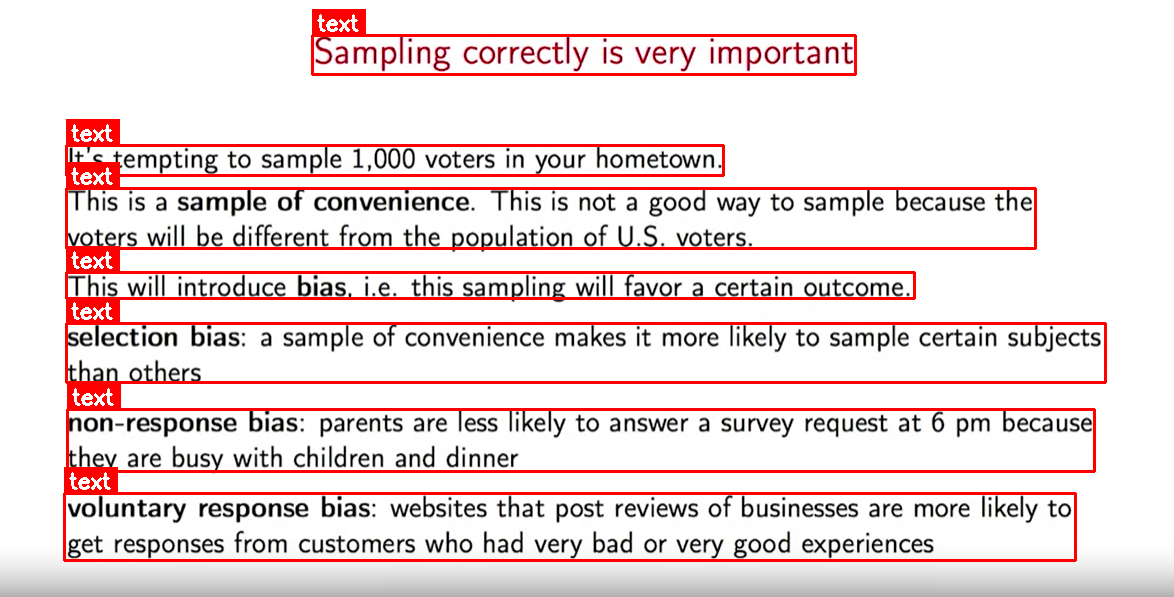 text
Sampling correctly is very important
text
It's tempting to sample 1,000 voters in your hometown.
text
This is a sample of convenience. This is not a good way to sample because the
voters will be different from the population of U.S. voters.
text
This will introduce bias, i.e. this sampling will favor a certain outcome.
text
selection bias: a sample of convenience makes it more likely to sample certain subjects
than others
text
non-response bias: parents are less likely to answer a survey request at 6 pm because
they are busy with children and dinner
text
voluntary response bias: websites that post reviews of businesses are more likely to
get responses from customers who had very bad or very good experiences